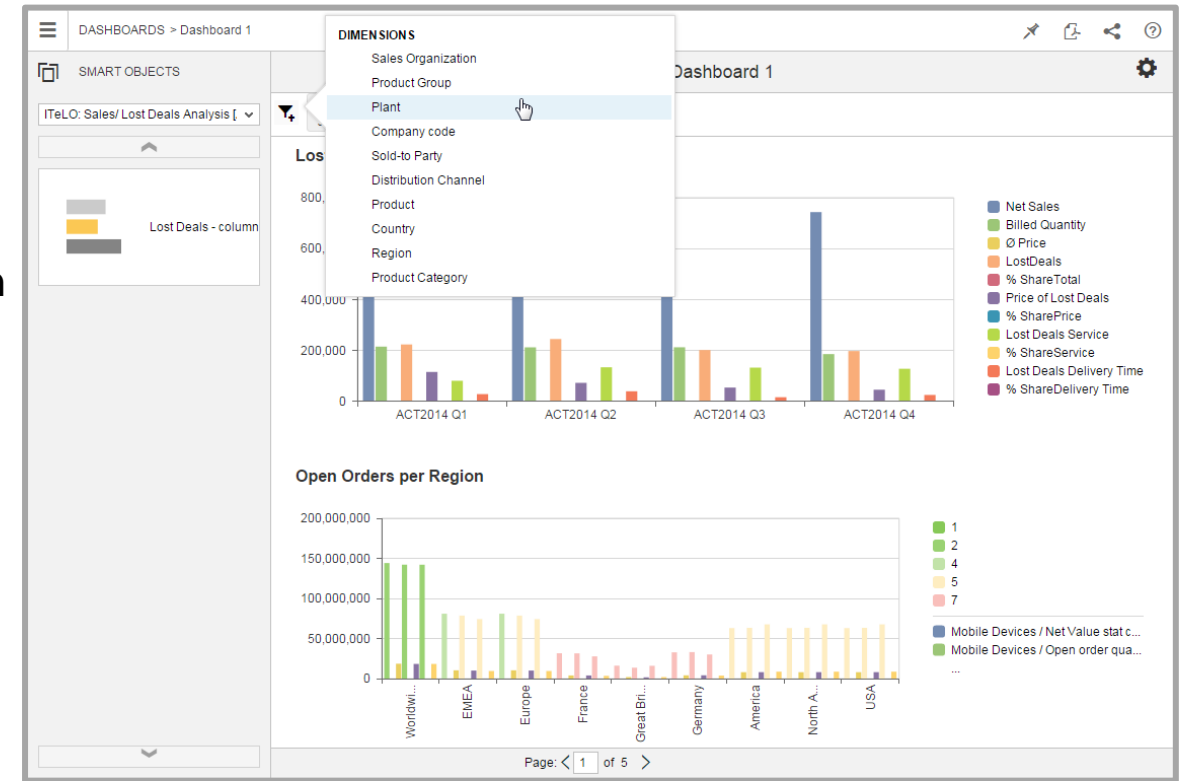 DASHBOARDS > Dashboard 1
SMART OBJECTS
ITeLO: Sales/ Lost Deals Analysis [
Lost Deals - column
DIMENSIONS
Sales Organization
Product Group
Plant
Company code
Sold-to Party
Distribution Channel
Product
Country
Region
Product Category
Dashboard 1
Los
800,
600,
400,000
200,000
0
ACT2014 Q1
ACT2014 Q2
ACT2014 Q3
ACT2014 Q4
Net Sales
Billed Quantity
Ø Price
LostDeals
% ShareTotal
Price of Lost Deals
% SharePrice
Lost Deals Service
% ShareService
Lost Deals Delivery Time
% ShareDelivery Time
Open Orders per Region
200,000,000
150,000,000
100,000,000
50,000,000
0
Worldwi...
EMEA
Europe
France
Great Bri...
Germany
America
North A...
USA
1
2
4
5
7
Mobile Devices / Net Value stat c...
Mobile Devices / Open order qua...
...
Page: < 1 of 5 >